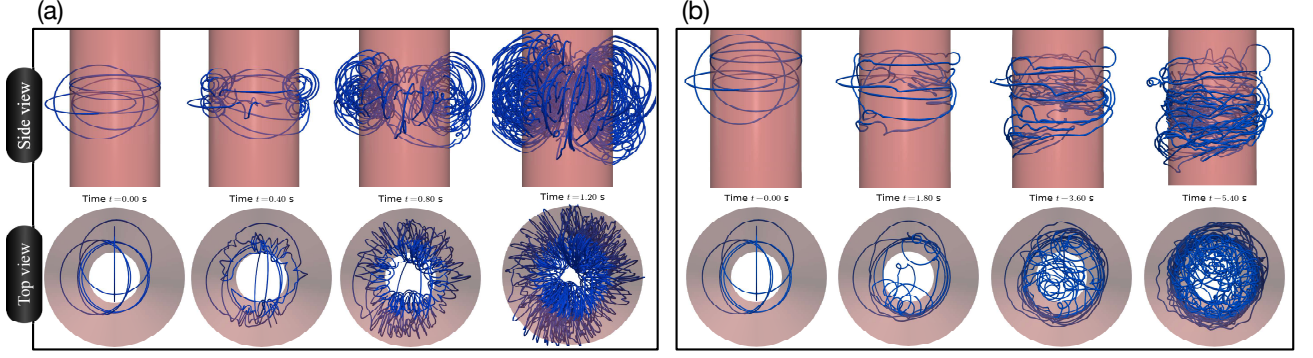 (a)
(b)
Side view
Time t=0.00 s
Time t=0.40 s
Time t=0.80 s
Time t=1.20 s
Time t−0.00 s
Time t=1.80 s
Time t−3.60 s
Time t−5.40 s
Top view